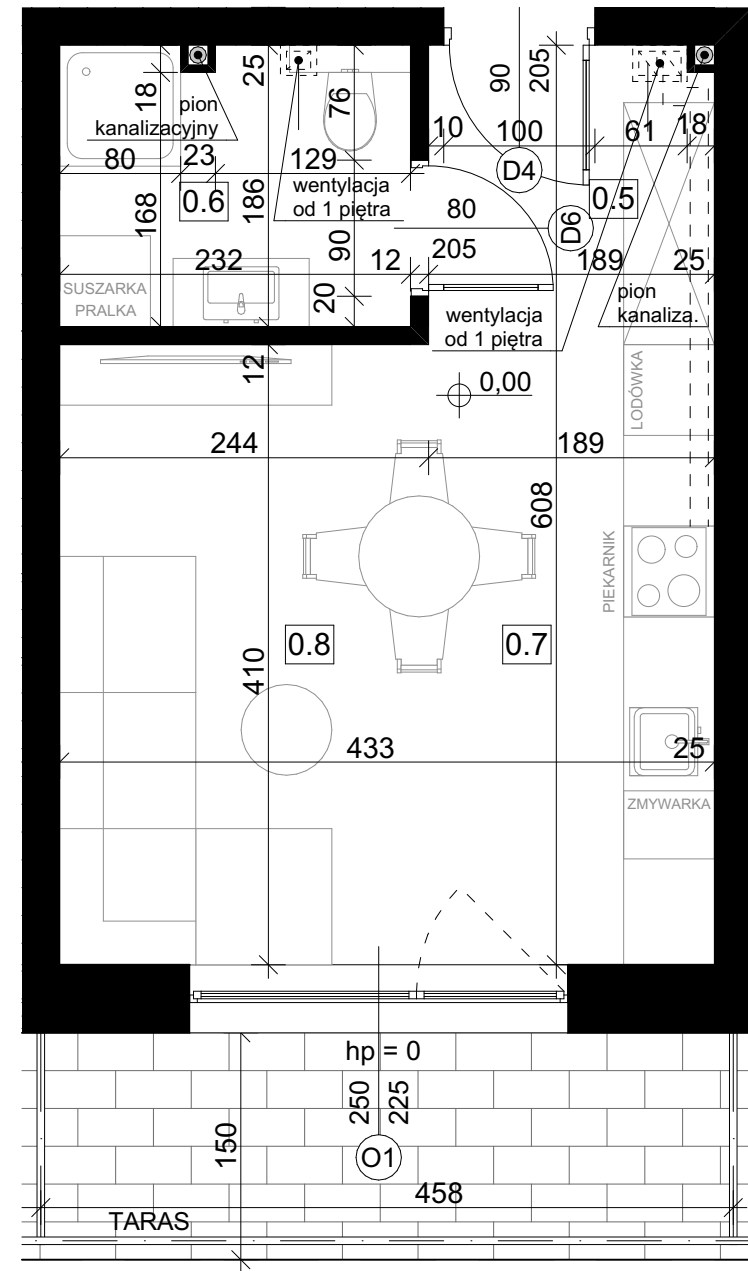 25
76
90
205
18
pion
kanalizacyjny
10
100
61
18
80
23
129
D4
wentylacja
od 1 piętra
0.6
0.5
168
186
90
80
D6
205
232
12
189
25
SUSZARKA
PRALKA
20
pion
kanaliza.
wentylacja
od 1 piętra
12
0,00
LODÓWKA
244
189
608
PIEKARNIK
0.8
0.7
410
433
25
ZMYWARKA
hp = 0
250
225
150
O1
458
TARAS